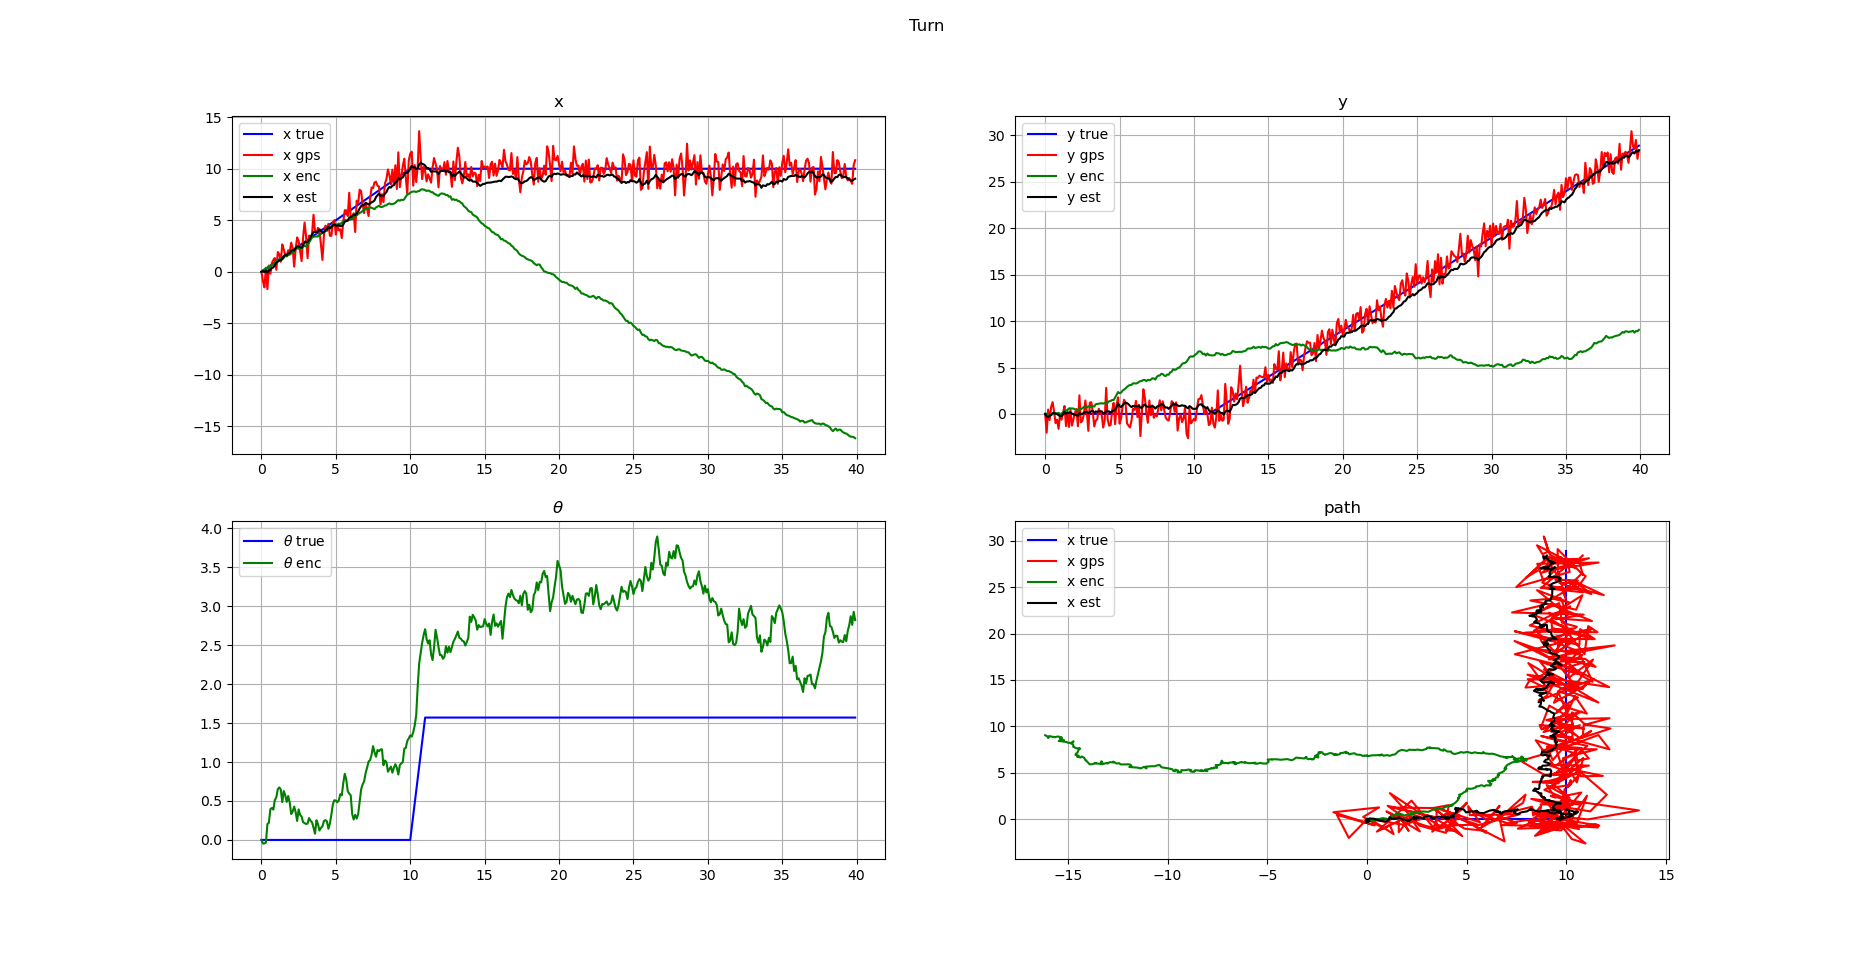 Turn
x
x true
x gps
x enc
x est
15
10
5
0
−5
−10
−15
0 5 10 15 20 25 30 35 40
y
y true
y gps
y enc
y est
30
25
20
15
10
5
0
0 5 10 15 20 25 30 35 40
θ
θ true
θ enc
4.0
3.5
3.0
2.5
2.0
1.5
1.0
0.5
0.0
0 5 10 15 20 25 30 35 40
path
x true
x gps
x enc
x est
30
25
20
15
10
5
0
−15 −10 −5 0 5 10 15